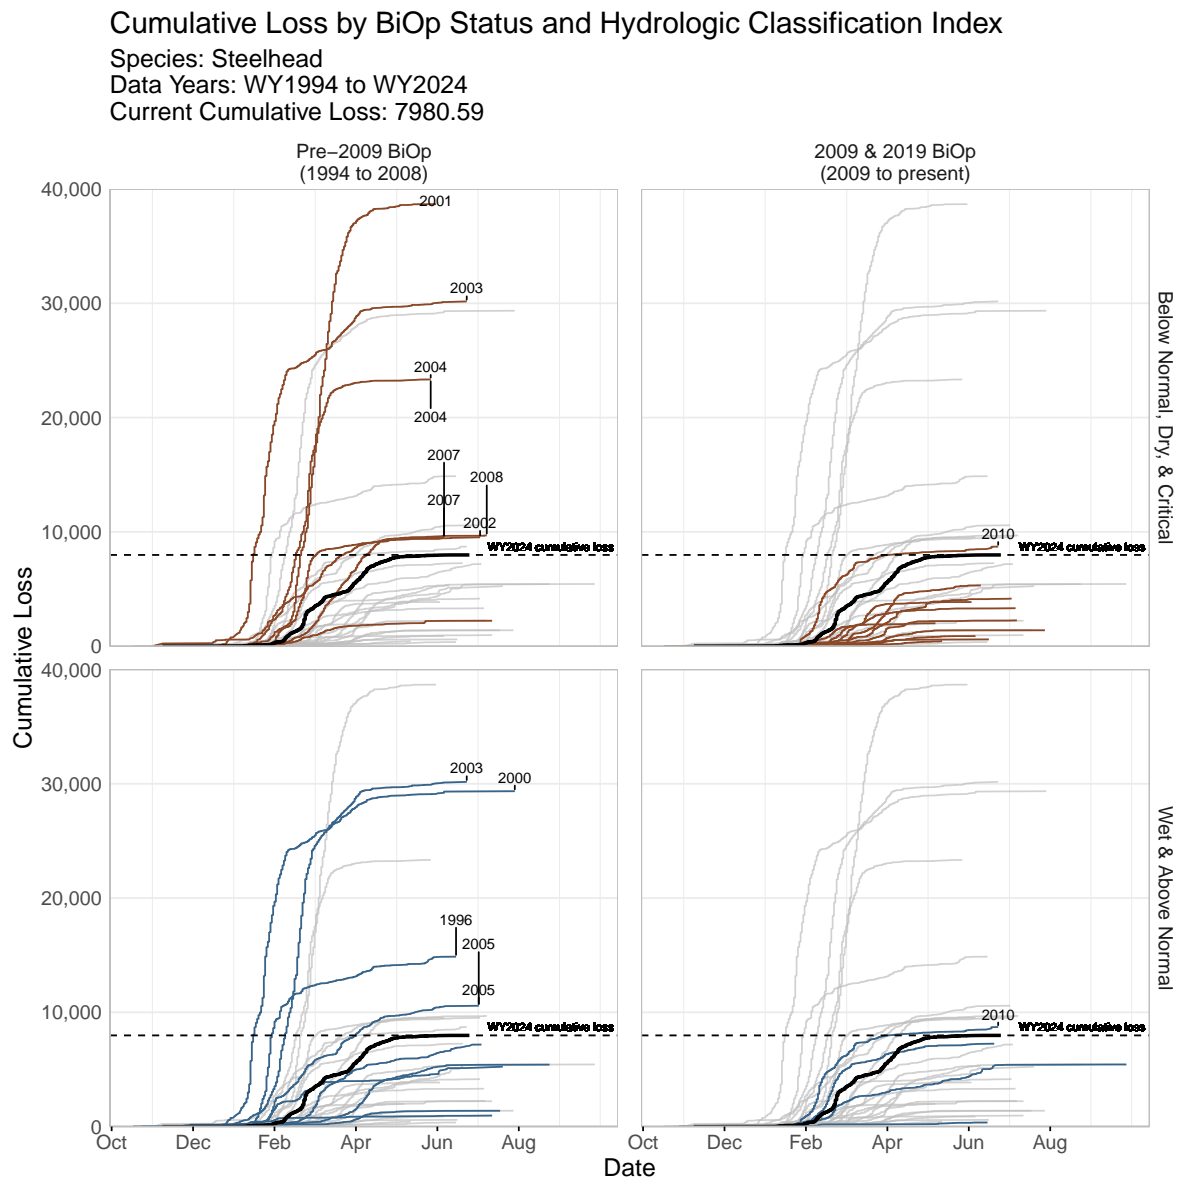 Cumulative Loss by BiOp Status and Hydrologic Classification Index
Species: Steelhead
Data Years: WY1994 to WY2024
Current Cumulative Loss: 7980.59
Pre−2009 BiOp
(1994 to 2008)
2009 & 2019 BiOp
(2009 to present)
Cumulative Loss
40,000
30,000
20,000
10,000
0
2001
2003
2004
2004
2007
2008
2007
2002
WY2024 cumulative loss
2010
WY2024 cumulative loss
Below Normal, Dry, & Critical
40,000
30,000
20,000
10,000
0
2003
2000
1996
2005
2005
WY2024 cumulative loss
2010
WY2024 cumulative loss
Wet & Above Normal
Oct Dec Feb Apr Jun Aug
Oct Dec Feb Apr Jun Aug
Date